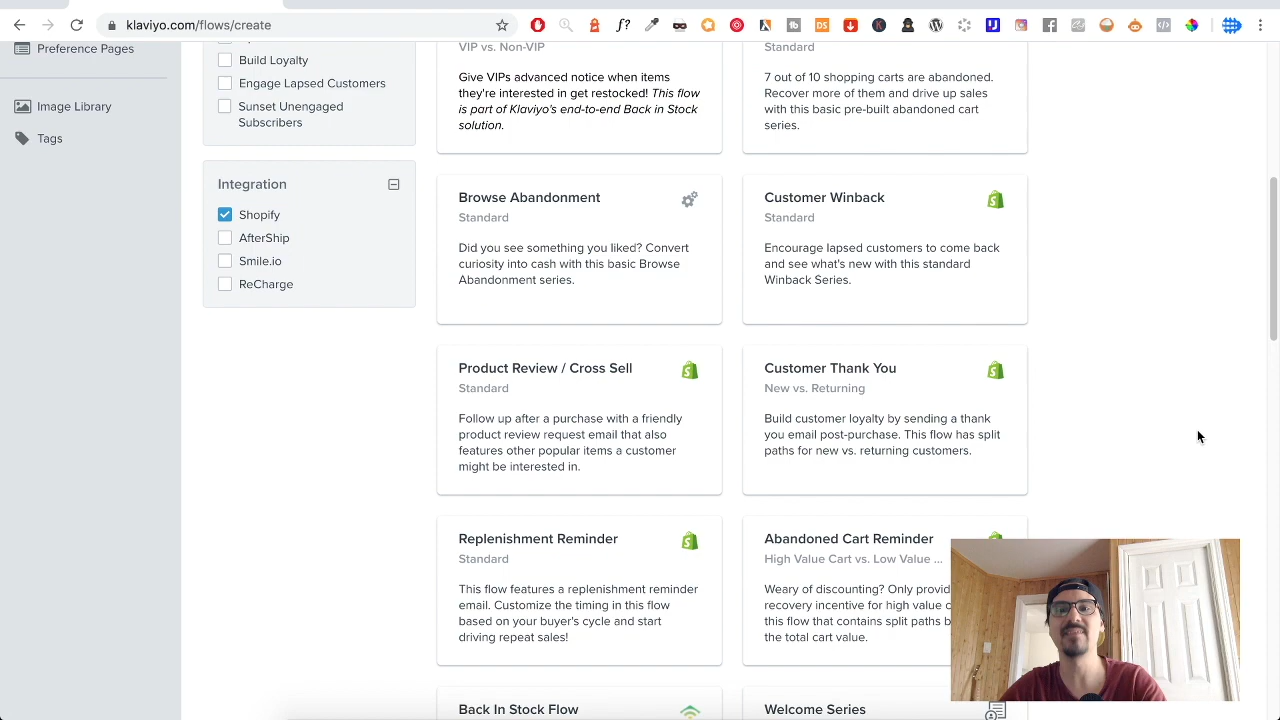 klaviyo.com/flows/create
Preference Pages
Image Library
Tags
Build Loyalty
Engage Lapsed Customers
Sunset Unengaged
Subscribers
Integration
Shopify
AfterShip
Smile.io
ReCharge
VIP vs. Non-VIP
Give VIPs advanced notice when items
they're interested in get restocked! This flow
is part of Klaviyo's end-to-end Back in Stock
solution.
Standard
7 out of 10 shopping carts are abandoned.
Recover more of them and drive up sales
with this basic pre-built abandoned cart
series.
Browse Abandonment
Standard
Did you see something you liked? Convert
curiosity into cash with this basic Browse
Abandonment series.
Customer Winback
Standard
Encourage lapsed customers to come back
and see what's new with this standard
Winback Series.
Product Review / Cross Sell
Standard
Follow up after a purchase with a friendly
product review request email that also
features other popular items a customer
might be interested in.
Customer Thank You
New vs. Returning
Build customer loyalty by sending a thank
you email post-purchase. This flow has split
paths for new vs. returning customers.
Replenishment Reminder
Standard
This flow features a replenishment reminder
email. Customize the timing in this flow
based on your buyer's cycle and start
driving repeat sales!
Abandoned Cart Reminder
High Value Cart vs. Low Value ...
Weary of discounting? Only provid
recovery incentive for high value c
this flow that contains split paths b
the total cart value.
Back In Stock Flow
Welcome Series